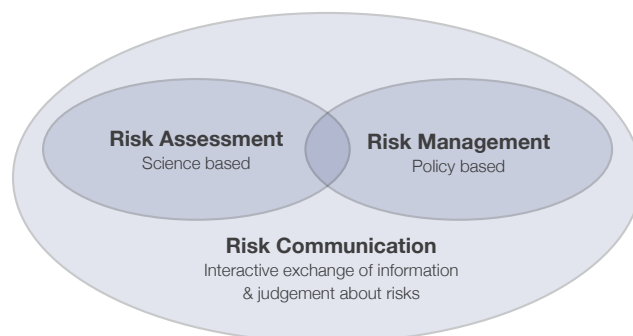 Risk Assessment
Science based
Risk Management
Policy based
Risk Communication
Interactive exchange of information
& judgement about risks